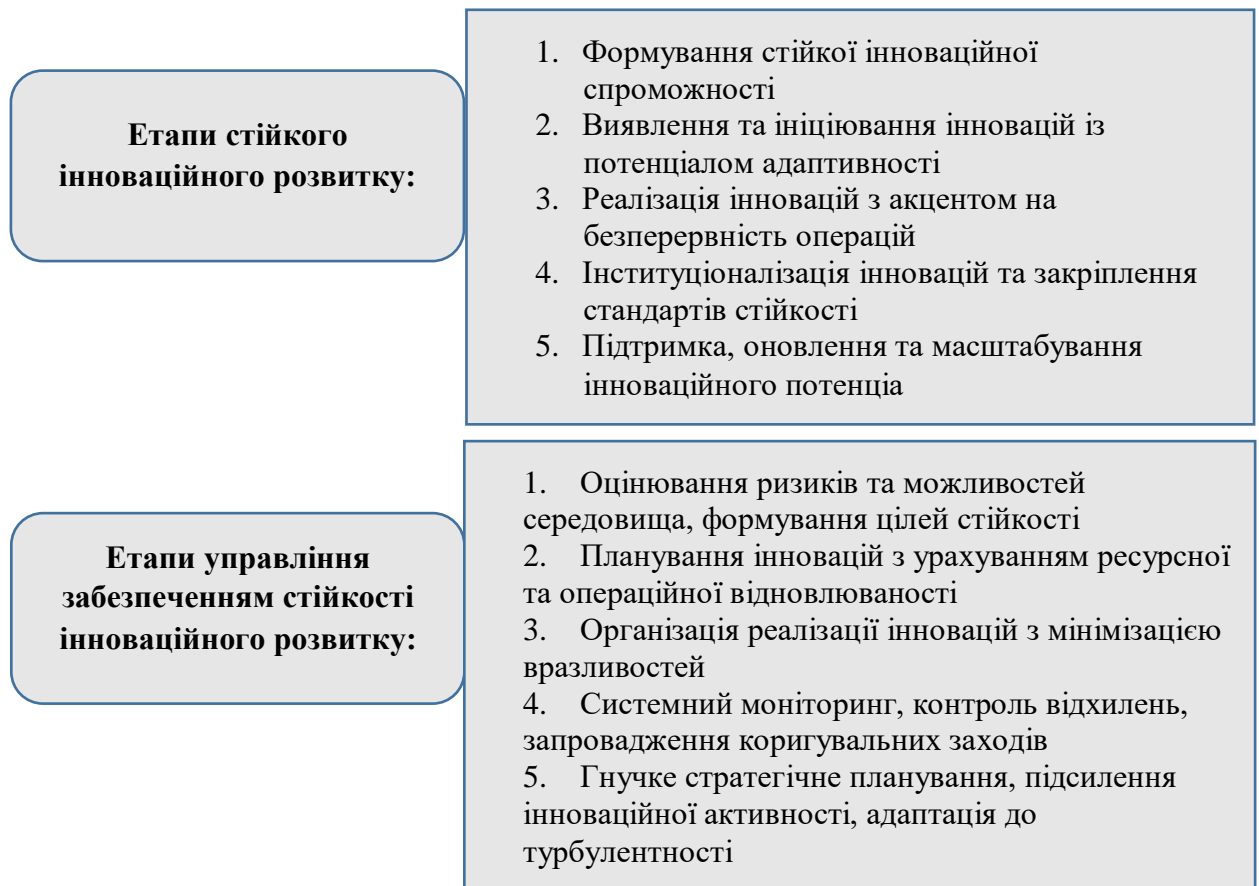 Етапи стійкого
інноваційного розвитку:
1. Формування стійкої інноваційної
спроможності
2. Виявлення та ініціювання інновацій із
потенціалом адаптивності
3. Реалізація інновацій з акцентом на
безперервність операцій
4. Інституціоналізація інновацій та закріплення
стандартів стійкості
5. Підтримка, оновлення та масштабування
інноваційного потенціа
Етапи управління
забезпеченням стійкості
інноваційного розвитку:
1. Оцінювання ризиків та можливостей
середовища, формування цілей стійкості
2. Планування інновацій з урахуванням ресурсної
та операційної відновлюваності
3. Організація реалізації інновацій з мінімізацією
вразливостей
4. Системний моніторинг, контроль відхилень,
запровадження коригувальних заходів
5. Гнучке стратегічне планування, підсилення
інноваційної активності, адаптація до
турбулентності